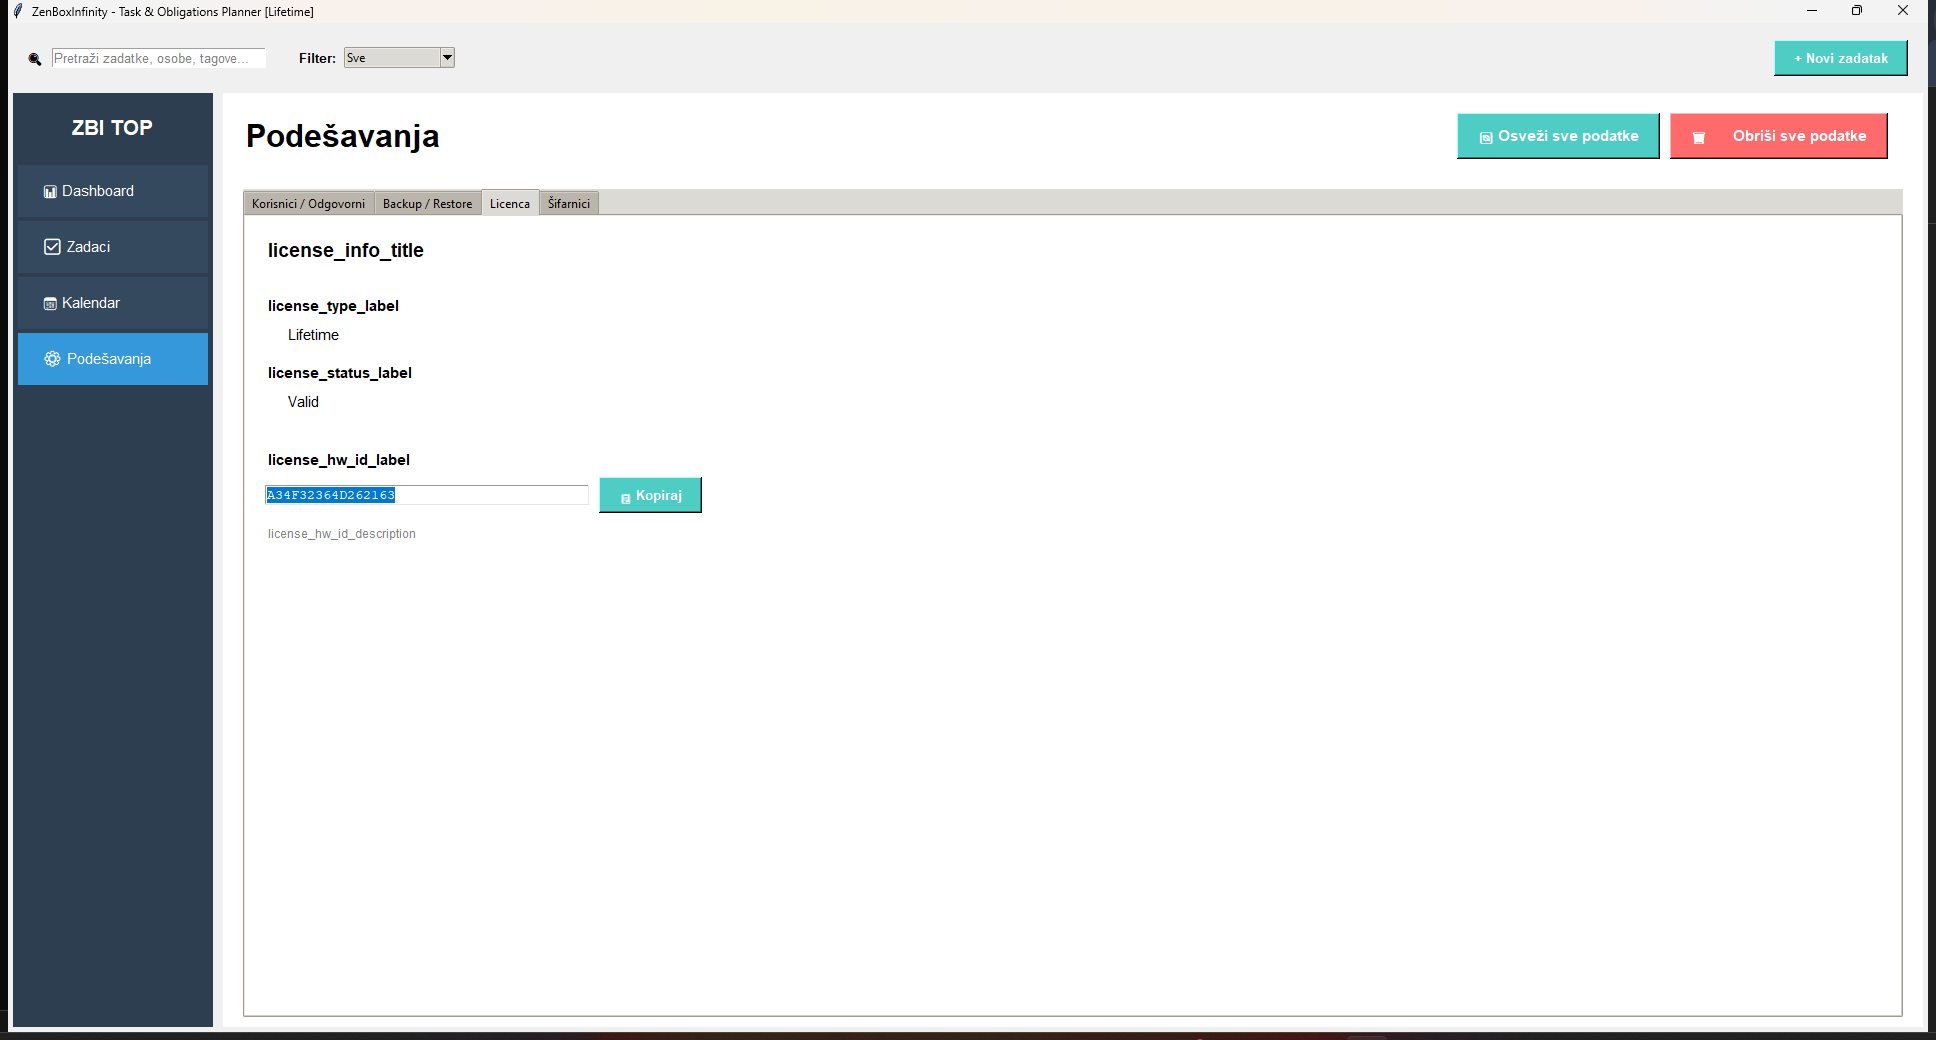 ZenBoxInfinity - Task & Obligations Planner [Lifetime]
Pretraži zadatke, osobe, tagove...
Filter:
Sve
+ Novi zadatak
ZBI TOP
Dashboard
Zadaci
Kalendar
Podešavanja
Podešavanja
Osveži sve podatke
Obriši sve podatke
Korisnici / Odgovorni
Backup / Restore
Licenca
Šifarnici
license_info_title
license_type_label
Lifetime
license_status_label
Valid
license_hw_id_label
A34F32364D262163
Kopiraj
license_hw_id_description